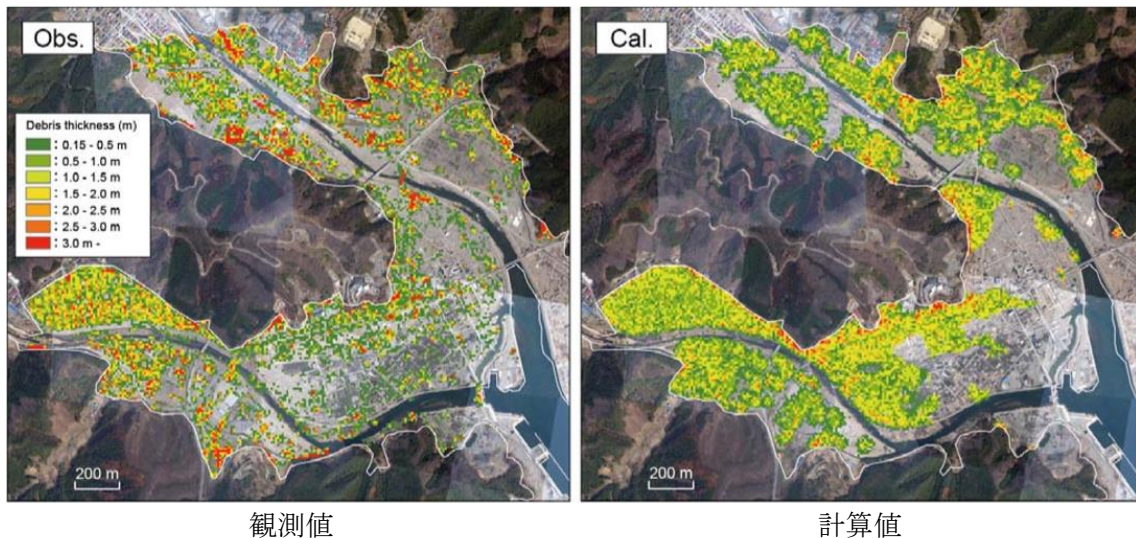 Obs.
Debris thickness (m)
: 0.15 - 0.5 m
: 0.5 - 1.0 m
: 1.0 - 1.5 m
: 1.5 - 2.0 m
: 2.0 - 2.5 m
: 2.5 - 3.0 m
: 3.0 m -
200 m
観測値
Cal.
200 m
計算値